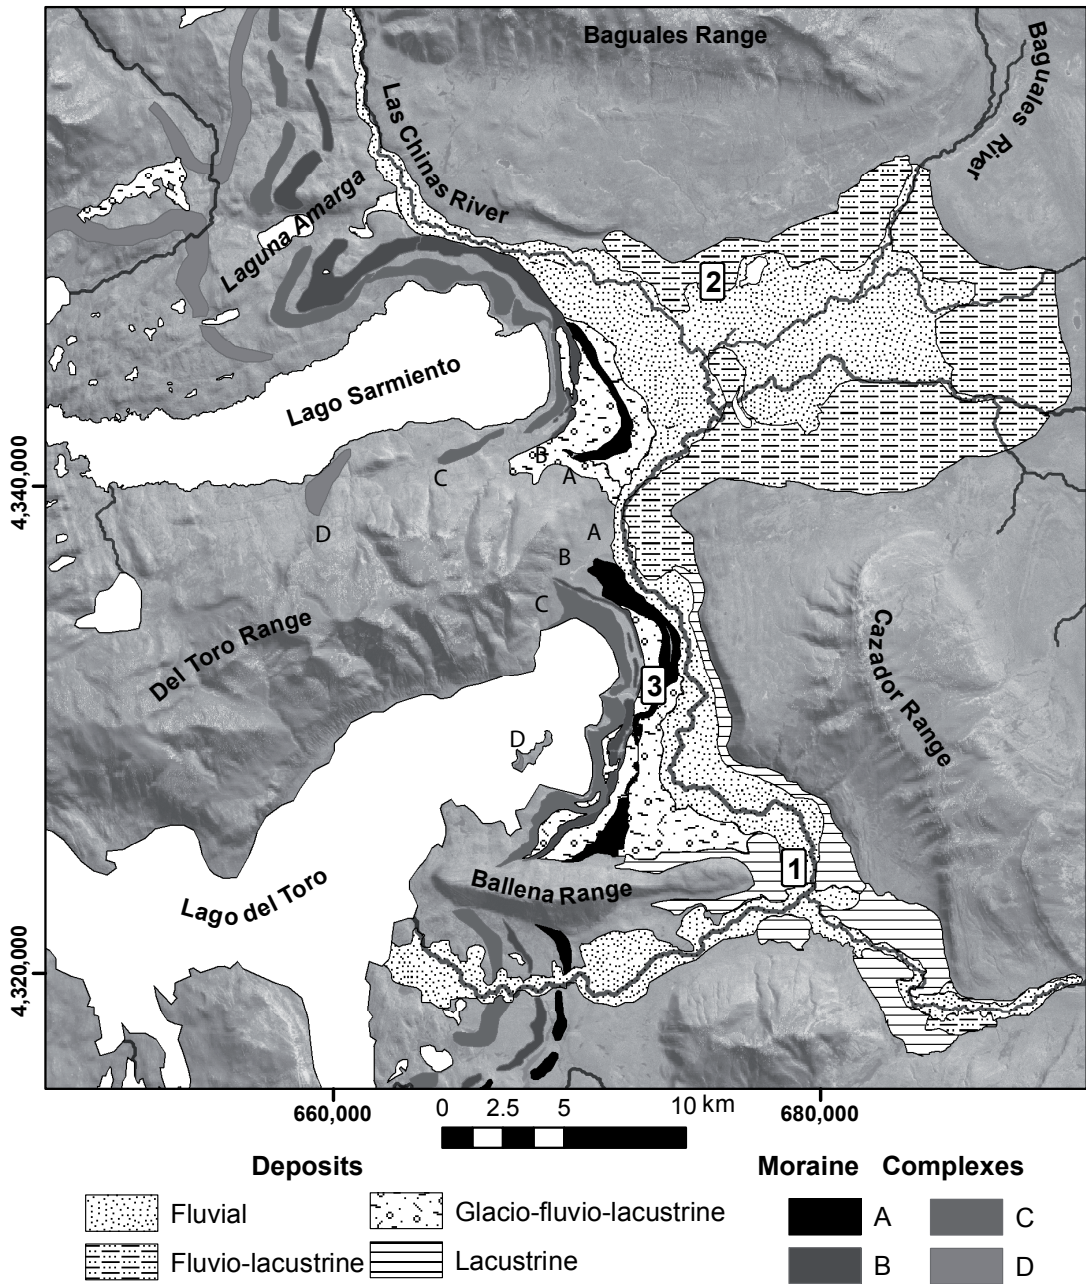 Baguales Range
Baguales River
Las Chinas River
Laguna Amarga
2
Lago Sarmiento
B
C
A
4,340,000
D
A
B
C
Del Toro Range
Cazador Range
3
D
1
Ballena Range
Lago del Toro
4,320,000
660,000
0 2.5 5 10 km
680,000
Deposits
Moraine Complexes
Fluvial
Glacio-fluvio-lacustrine
A
C
Fluvio-lacustrine
Lacustrine
B
D